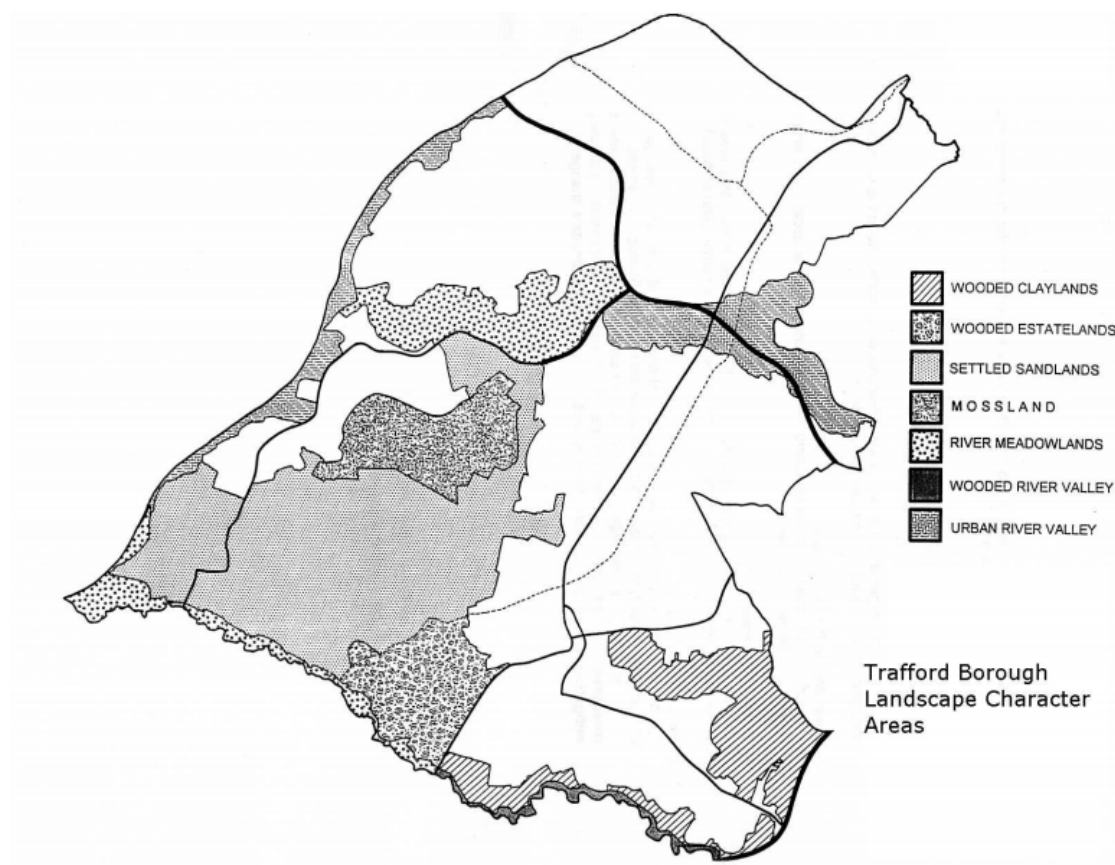 WOODED CLAYLANDS
WOODED ESTATELANDS
SETTLED SANDLANDS
MOSSLAND
RIVER MEADOWLANDS
WOODED RIVER VALLEY
URBAN RIVER VALLEY
Trafford Borough
Landscape Character
Areas